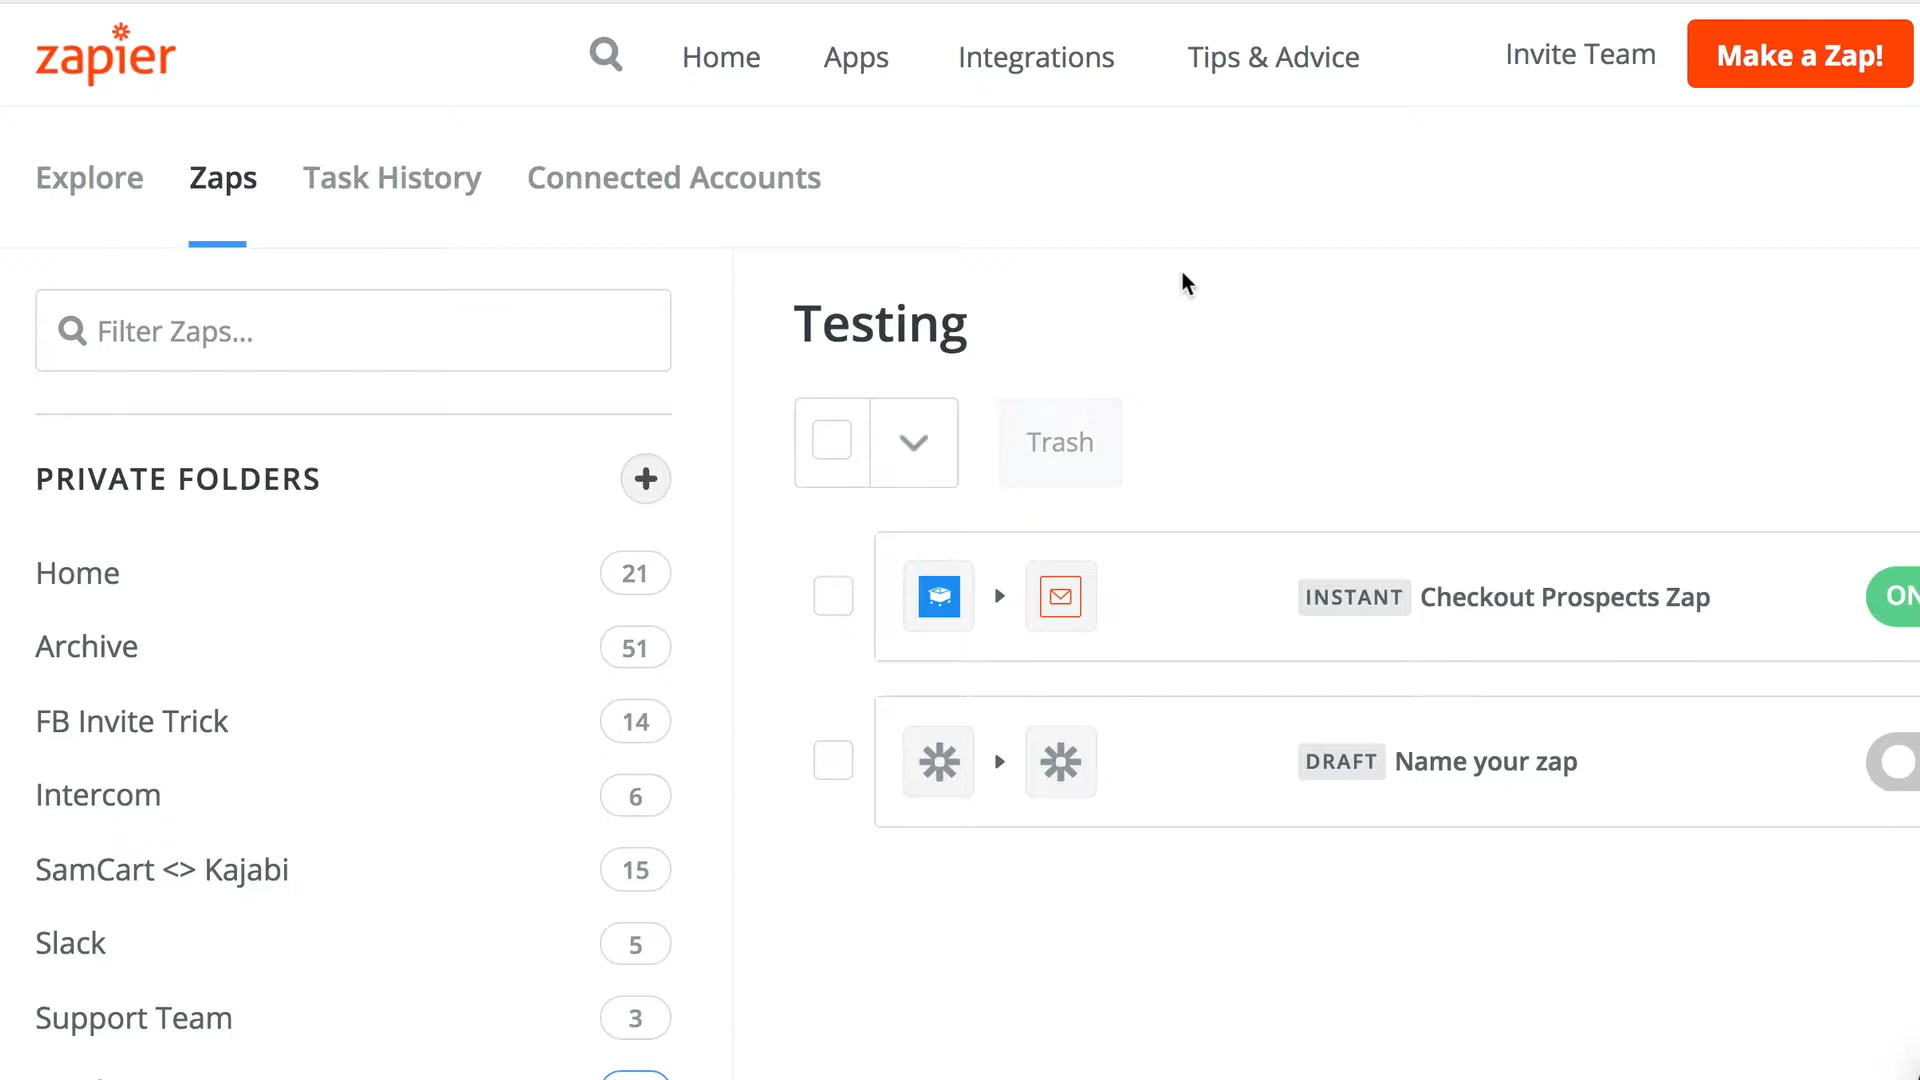 zapier
Home
Apps
Integrations
Tips & Advice
Invite Team
Make a Zap!
Explore
Zaps
Task History
Connected Accounts
Filter Zaps...
Testing
Trash
PRIVATE FOLDERS
Home
21
Archive
51
FB Invite Trick
14
Intercom
6
SamCart <> Kajabi
15
Slack
5
Support Team
3
INSTANT Checkout Prospects Zap
DRAFT Name your zap